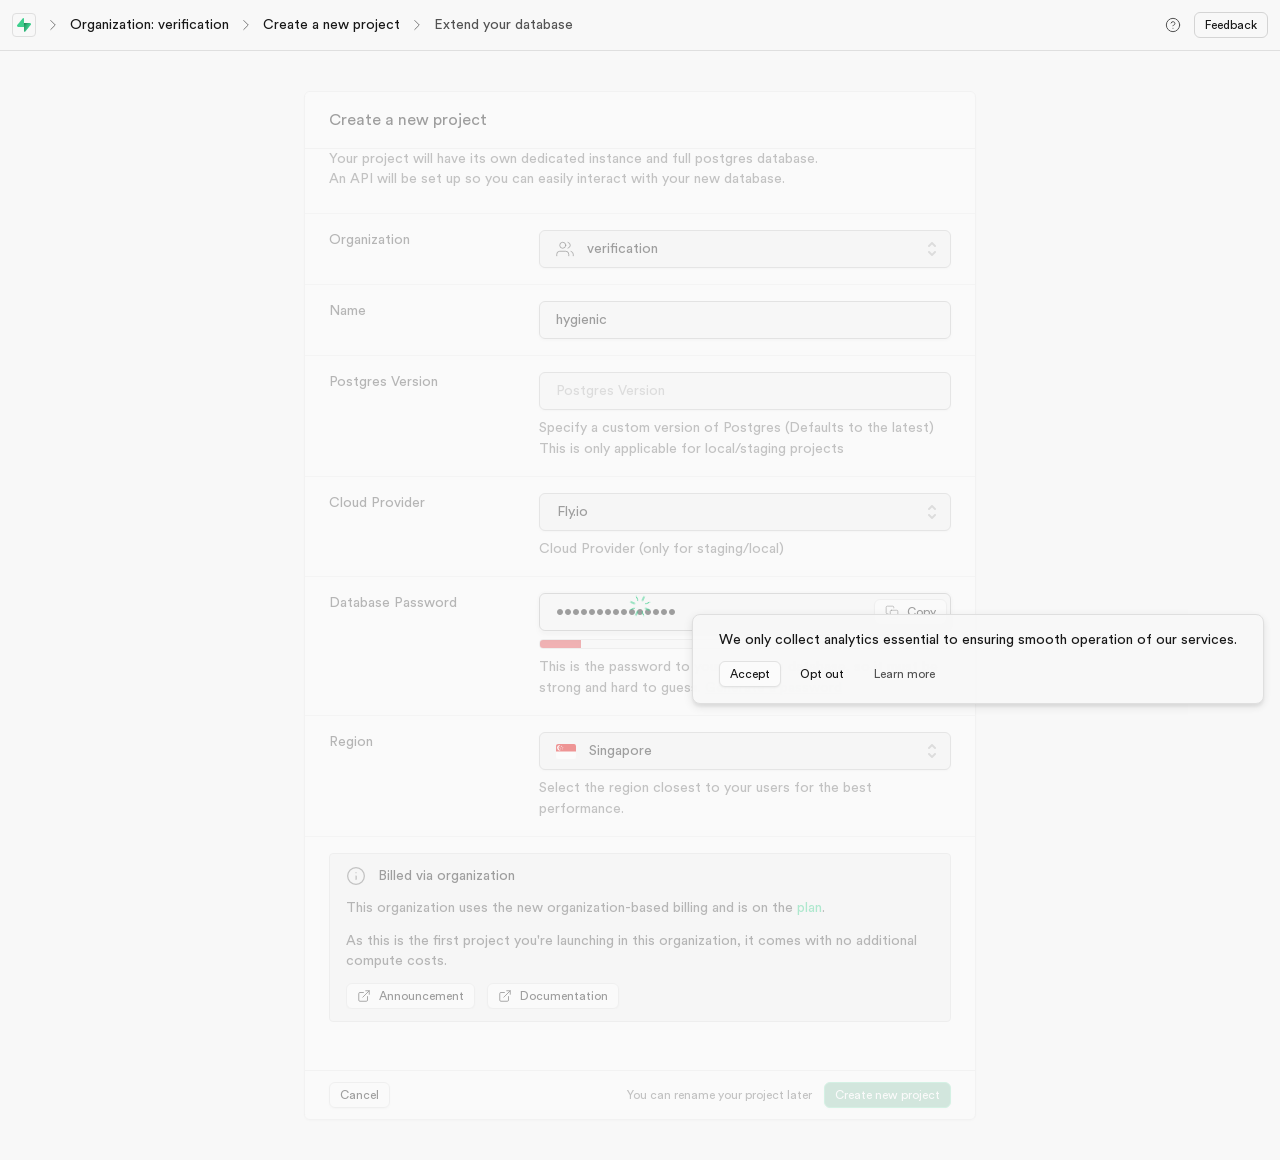 Organization: verification
Create a new project
Extend your database
Feedback
Create a new project
Your project will have its own dedicated instance and full postgres database.
An API will be set up so you can easily interact with your new database.
Organization
verification
Name
hygienic
Postgres Version
Postgres Version
Specify a custom version of Postgres (Defaults to the latest)
This is only applicable for local/staging projects
Cloud Provider
Fly.io
Cloud Provider (only for staging/local)
Database Password
Copy
This is the password to
strong and hard to gues
We only collect analytics essential to ensuring smooth operation of our services.
Accept
Opt out
Learn more
Region
Singapore
Select the region closest to your users for the best
performance.
Billed via organization
This organization uses the new organization-based billing and is on the plan.
As this is the first project you're launching in this organization, it comes with no additional
compute costs.
Announcement
Documentation
Cancel
You can rename your project later
Create new project